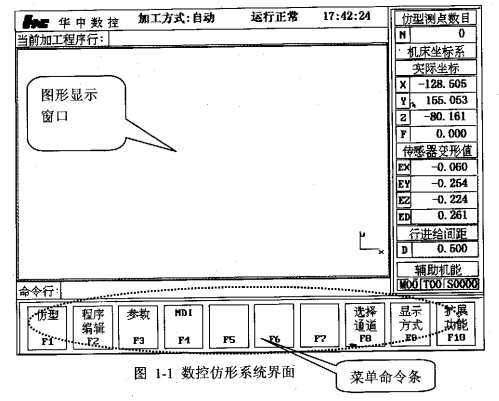 华中数控 加工方式:自动 运行正常 17:42:24
当前加工程序行:
图形显示
窗口
仿型测点数目
N 0
机床坐标系
实际坐标
X -128.505
Y 155.053
Z -80.161
F 0.000
传感器变形值
EX -0.060
EY -0.254
EZ -0.224
ED 0.261
行进给间距
D 0.500
辅助机能
M00 T00 S0000
命令行:
仿型 F1
程序编辑 F2
参数 F3
MDI F4
F5
F6
F7
选择通道 F8
显示方式 F9
扩展功能 F10
图 1-1 数控仿形系统界面
菜单命令条